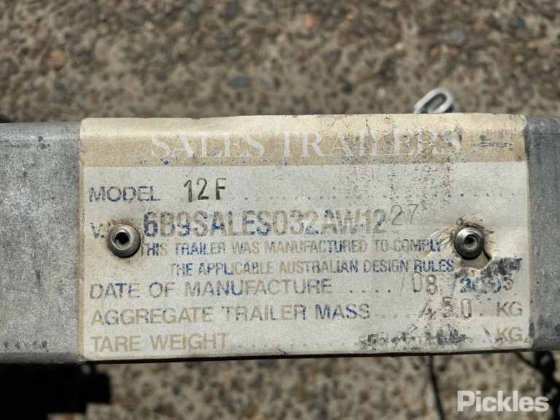 SALES TRAILERS
MODEL 12F
6B9SALES032AW1227
THIS TRAILER WAS MANUFACTURED TO COMPLY
THE APPLICABLE AUSTRALIAN DESIGN RULES
DATE OF MANUFACTURE 08
AGGREGATE TRAILER MASS 450 KG
TARE WEIGHT KG
Pickles